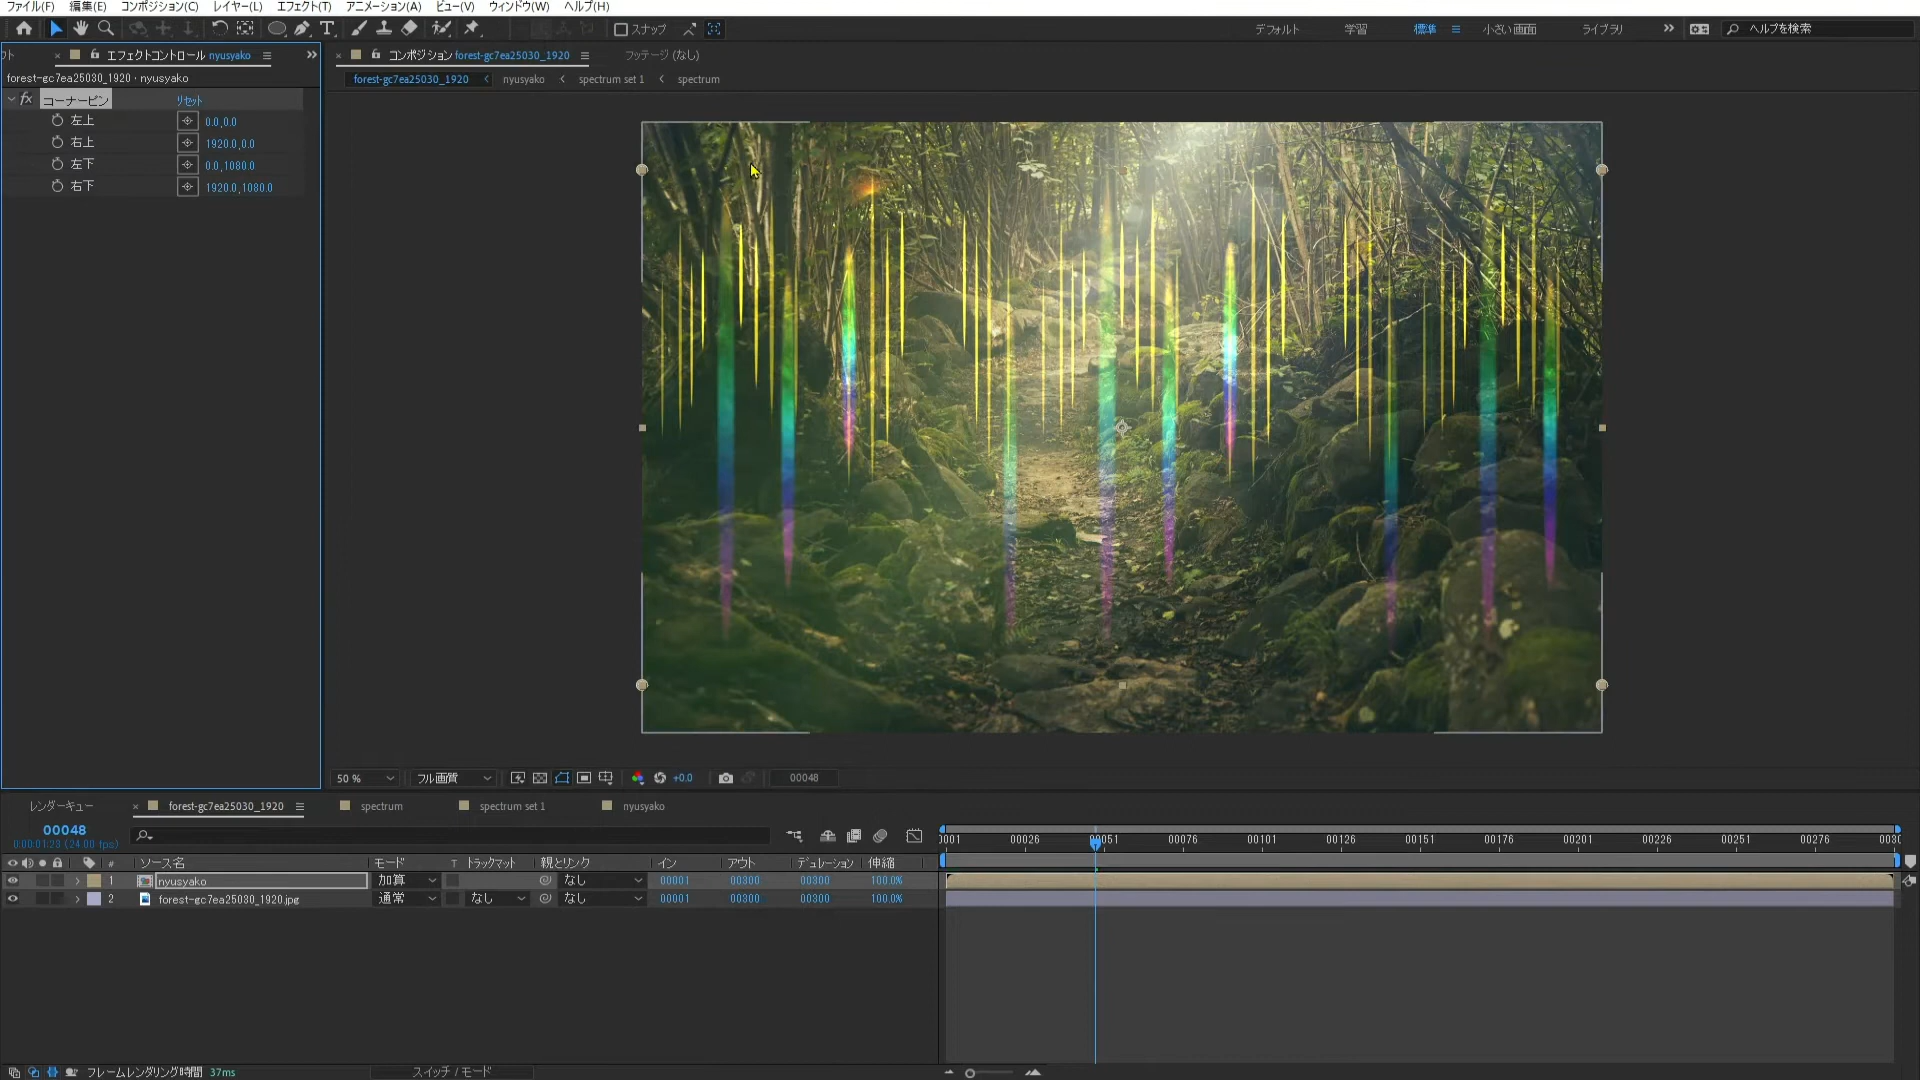 ファイル(F) 編集(E) コンポジション(C) レイヤー(L) エフェクト(T) アニメーション(A) ビュー(V) ウィンドウ(W) ヘルプ(H)
スナップ デフォルト 学習 標準 小さい画面 ライブラリ ヘルプを検索
エフェクトコントロール nyusyako
コンポジション forest-gc7ea25030_1920 フッテージ (なし)
forest-gc7ea25030_1920・nyusyako
forest-gc7ea25030_1920 nyusyako spectrum set 1 spectrum
fx コーナーピン リセット
左上 0.0,0.0
右上 1920.0,0.0
左下 0.0,1080.0
右下 1920.0,1080.0
50 % フル画質 +0.0 00048
レンダーキュー forest-gc7ea25030_1920 spectrum spectrum set 1 nyusyako
00048
0:00:01:23 (24.00 fps)
00026 00076 00101 00126 00151 00176 00201 00226 00251 00276
# ソース名 モード T トラックマット 親とリンク イン アウト デュレーション 伸縮
1 nyusyako 加算 なし 00001 00300 00300 100.0%
2 forest-gc7ea25030_1920.jpg 通常 なし なし 00001 00300 00300 100.0%
フレームレンダリング時間 37ms スイッチ / モード